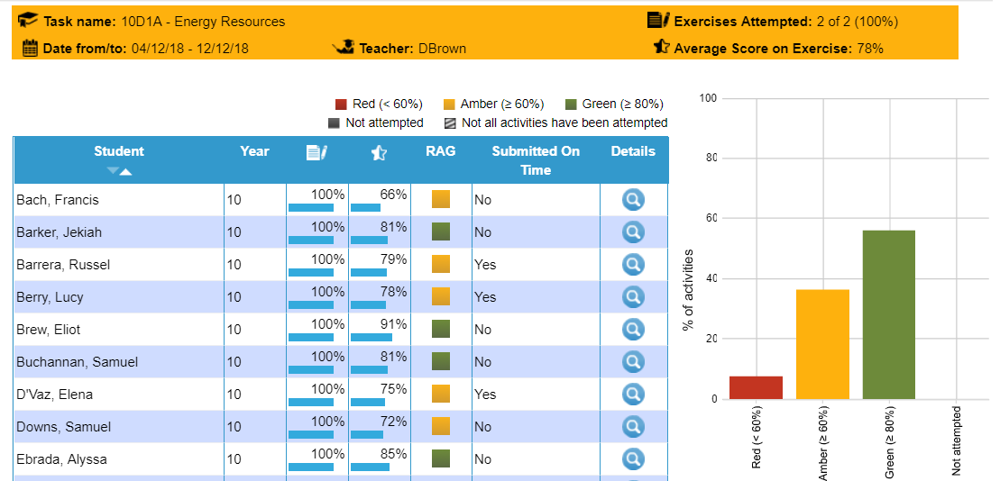 Task name: 10D1A - Energy Resources
Exercises Attempted: 2 of 2 (100%)
Date from/to: 04/12/18 - 12/12/18
Teacher: DBrown
Average Score on Exercise: 78%
Red (< 60%) Amber (≥ 60%) Green (≥ 80%)
Not attempted Not all activities have been attempted
Student Year RAG Submitted On Time Details
Bach, Francis 10 100% 66% No
Barker, Jekiah 10 100% 81% No
Barrera, Russel 10 100% 79% Yes
Berry, Lucy 10 100% 78% Yes
Brew, Eliot 10 100% 91% No
Buchannan, Samuel 10 100% 81% No
D'Vaz, Elena 10 100% 75% Yes
Downs, Samuel 10 100% 72% No
Ebrada, Alyssa 10 100% 85% No
% of activities
100
80
60
40
20
0
Red (< 60%)
Amber (≥ 60%)
Green (≥ 80%)
Not attempted